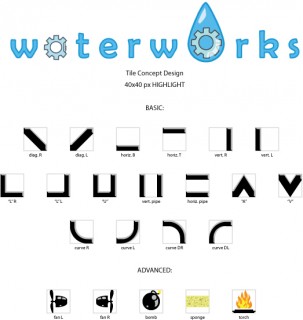 waterworks
Tile Concept Design
40x40 px HIGHLIGHT
BASIC:
diag. R diag. L horiz. B horiz. T vert. R vert. L
"L" R "L" L "U" vert. pipe horiz. pipe "A" "V"
curve R curve L curve DR curve DL
ADVANCED:
fan L fan R bomb sponge torch